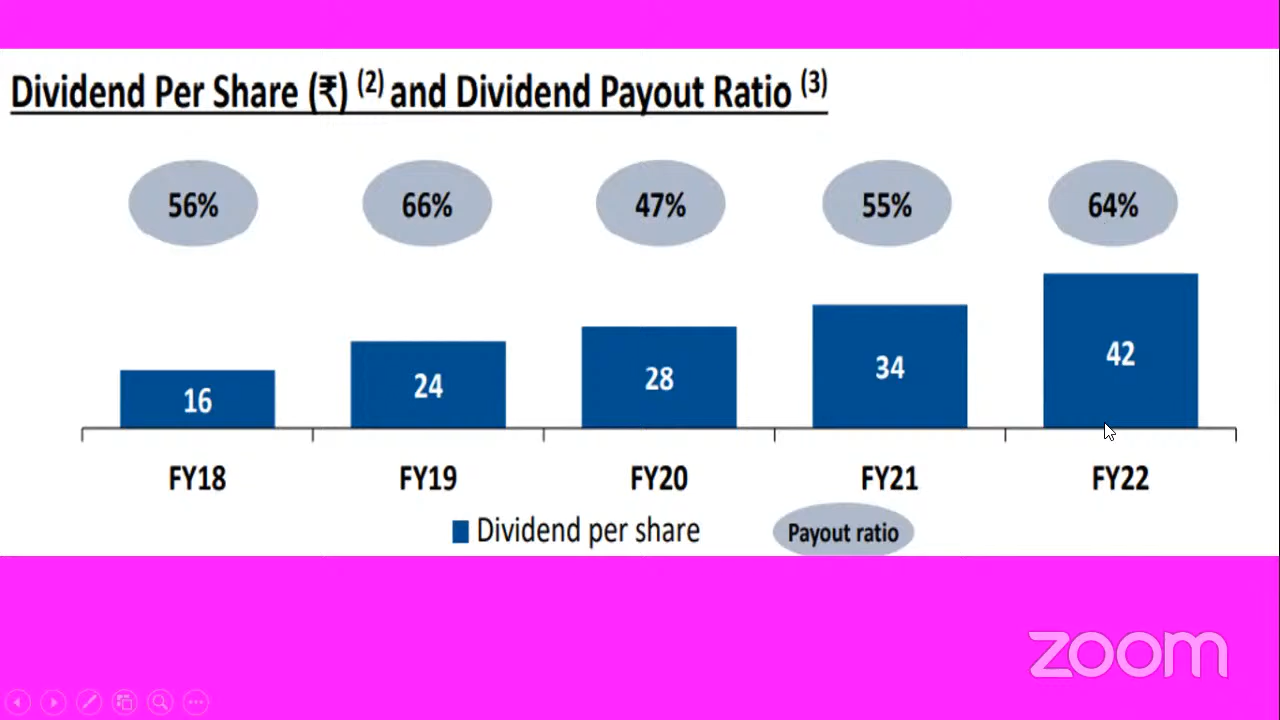 Dividend Per Share (₹) (2) and Dividend Payout Ratio (3)
56% 66% 47% 55% 64%
16 24 28 34 42
FY18 FY19 FY20 FY21 FY22
Dividend per share Payout ratio
zoom